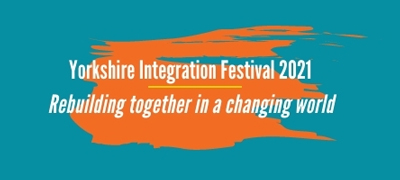 Yorkshire Integration Festival 2021
Rebuilding together in a changing world